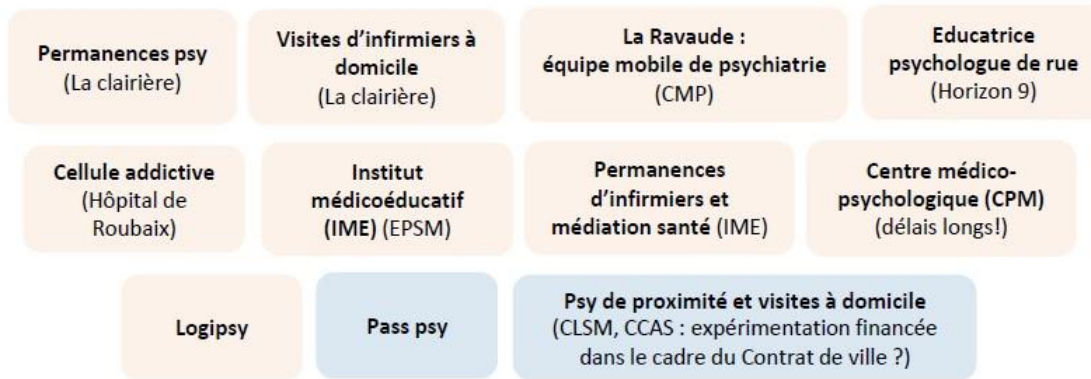 Permanences psy
(La clairière)
Visites d'infirmiers à
domicile
(La clairière)
La Ravaude :
équipe mobile de psychiatrie
(CMP)
Educatrice
psychologue de rue
(Horizon 9)
Cellule addictive
(Hôpital de
Roubaix)
Institut
médicoéducatif
(IME) (EPSM)
Permanences
d'infirmiers et
médiation santé (IME)
Centre médico-
psychologique (CPM)
(délais longs!)
Logipsy
Pass psy
Psy de proximité et visites à domicile
(CLSM, CCAS : expérimentation financée
dans le cadre du Contrat de ville ?)